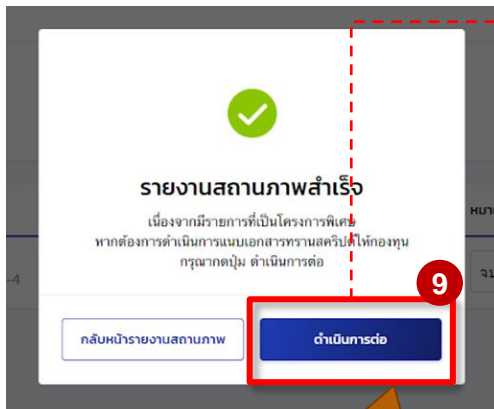 รายงานสถานภาพสำเร็จ
เนื่องจากมีรายการที่เป็นโครงการพิเศษ
หากต้องการดำเนินการแนบเอกสารทรานสคริปต์ให้กองทุน
กรุณากดปุ่ม ดำเนินการต่อ
9
กลับหน้ารายงานสถานภาพ
ดำเนินการต่อ
-4